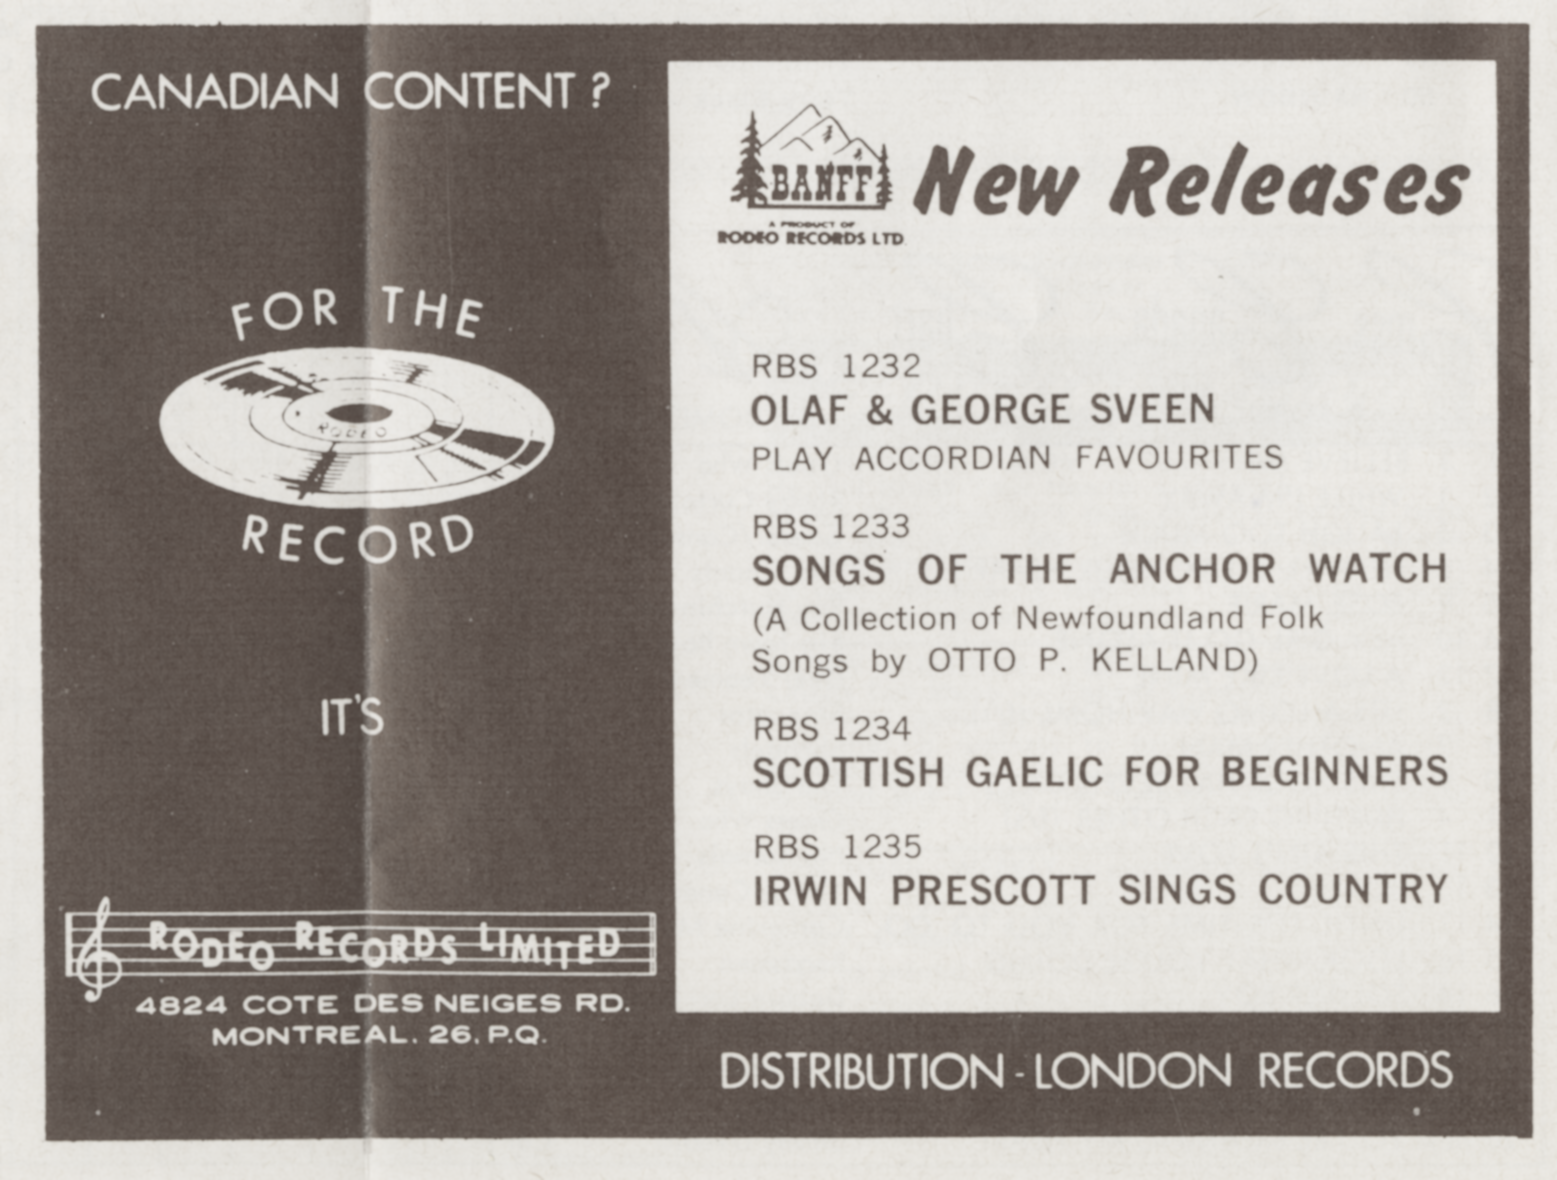 CANADIAN CONTENT ?
FOR THE
RODEO
RECORD
IT'S
RODEO RECORDS LIMITED
4824 COTE DES NEIGES RD.
MONTREAL, 26, P.Q.
BANFF
A PRODUCT OF
RODEO RECORDS LTD.
New Releases
RBS 1232
OLAF & GEORGE SVEEN
PLAY ACCORDIAN FAVOURITES
RBS 1233
SONGS OF THE ANCHOR WATCH
(A Collection of Newfoundland Folk
Songs by OTTO P. KELLAND)
RBS 1234
SCOTTISH GAELIC FOR BEGINNERS
RBS 1235
IRWIN PRESCOTT SINGS COUNTRY
DISTRIBUTION - LONDON RECORDS